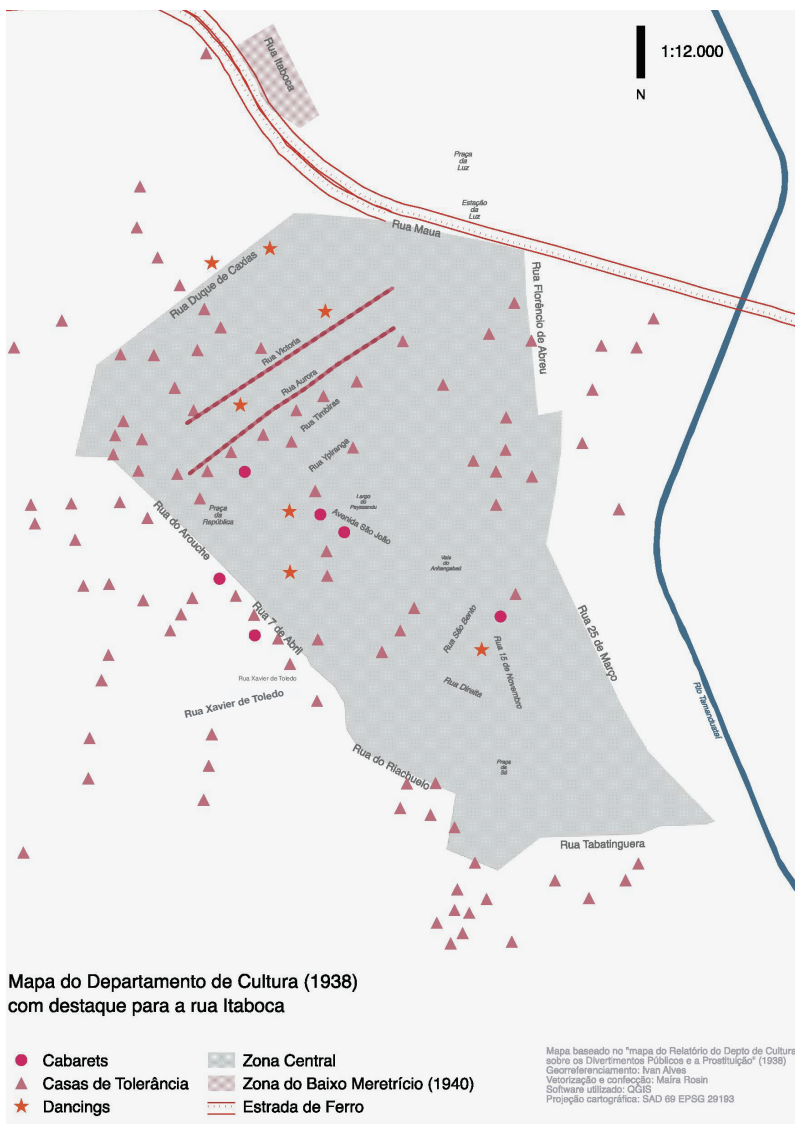 Rua Itaboca
1:12.000
N
Praça
da
Luz
Estação
da
Luz
Rua Maua
Rua Duque de Caxias
Rua Florêncio de Abreu
Rua Victoria
Rua Aurora
Rua Timbiras
Rua Ypiranga
Largo
do
Payssandu
Avenida São João
Praça
da
República
Rua do Arouche
Vale
do
Anhangabaú
Rua 7 de Abril
Rua São Bento
Rua 15 de Novembro
Rua 25 de Março
Rua Direita
Rua Xavier de Toledo
Rua Xavier de Toledo
Rio Tamanduateí
Rua do Riachuelo
Praça
da
Sé
Rua Tabatinguera
Mapa do Departamento de Cultura (1938)
com destaque para a rua Itaboca
Cabarets
Casas de Tolerância
Dancings
Zona Central
Zona do Baixo Meretrício (1940)
Estrada de Ferro
Mapa baseado no "mapa do Relatório do Depto de Cultura
sobre os Divertimentos Públicos e a Prostituição" (1938)
Georreferenciamento: Ivan Alves
Vetorização e confecção: Maíra Rosin
Software utilizado: QGIS
Projeção cartográfica: SAD 69 EPSG 29193